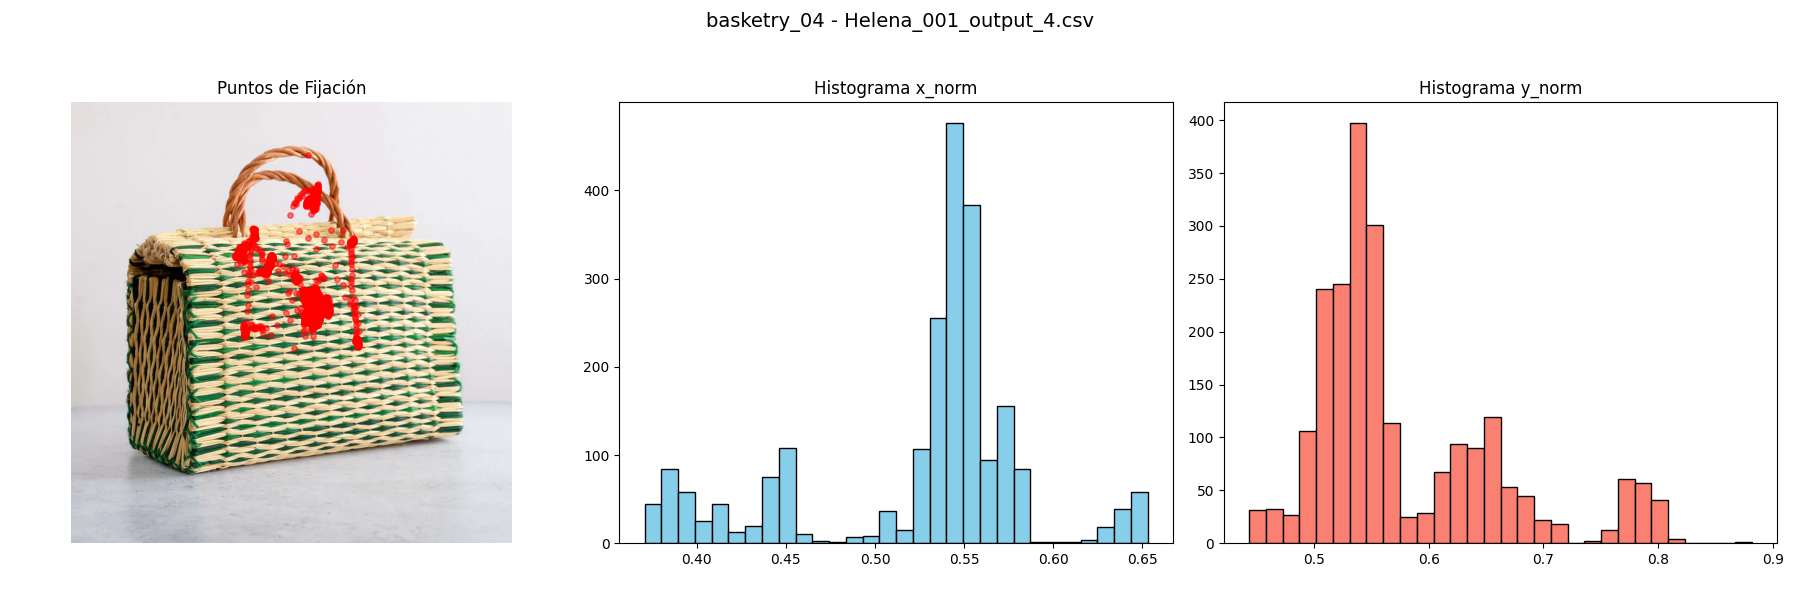 basketry_04 - Helena_001_output_4.csv
Puntos de Fijación
Histograma x_norm
400
300
200
100
0
0.40 0.45 0.50 0.55 0.60 0.65
Histograma y_norm
400
350
300
250
200
150
100
50
0
0.5 0.6 0.7 0.8 0.9